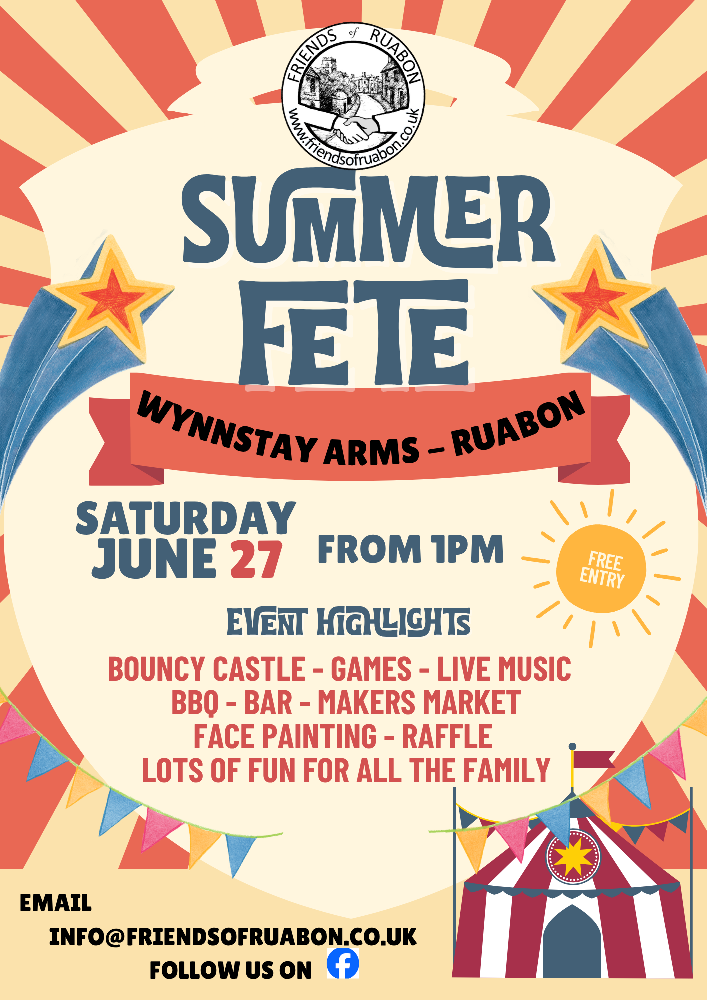 FRIENDS of RUABON
www.friendsofruabon.co.uk
SUMMER
FETE
WYNNSTAY ARMS – RUABON
SATURDAY
JUNE 27
FROM 1PM
FREE
ENTRY
EVENT HIGHLIGHTS
BOUNCY CASTLE - GAMES - LIVE MUSIC
BBQ - BAR - MAKERS MARKET
FACE PAINTING - RAFFLE
LOTS OF FUN FOR ALL THE FAMILY
EMAIL
INFO@FRIENDSOFRUABON.CO.UK
FOLLOW US ON